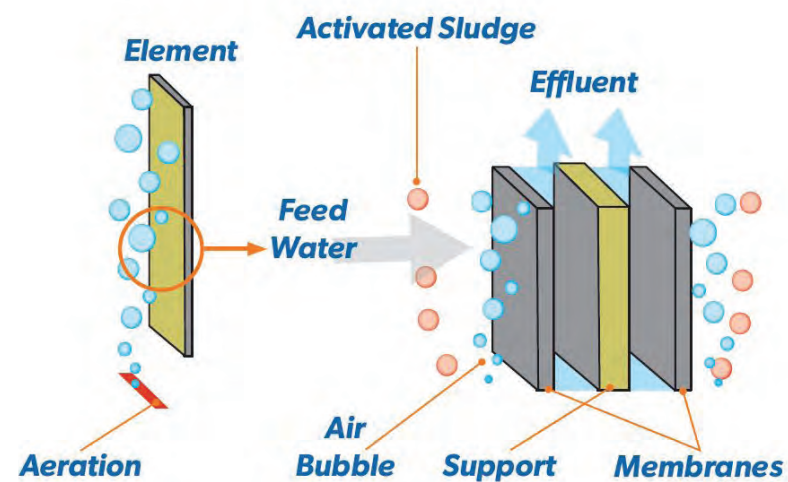 Activated Sludge
Element
Effluent
Feed
Water
Aeration
Air
Bubble
Support
Membranes